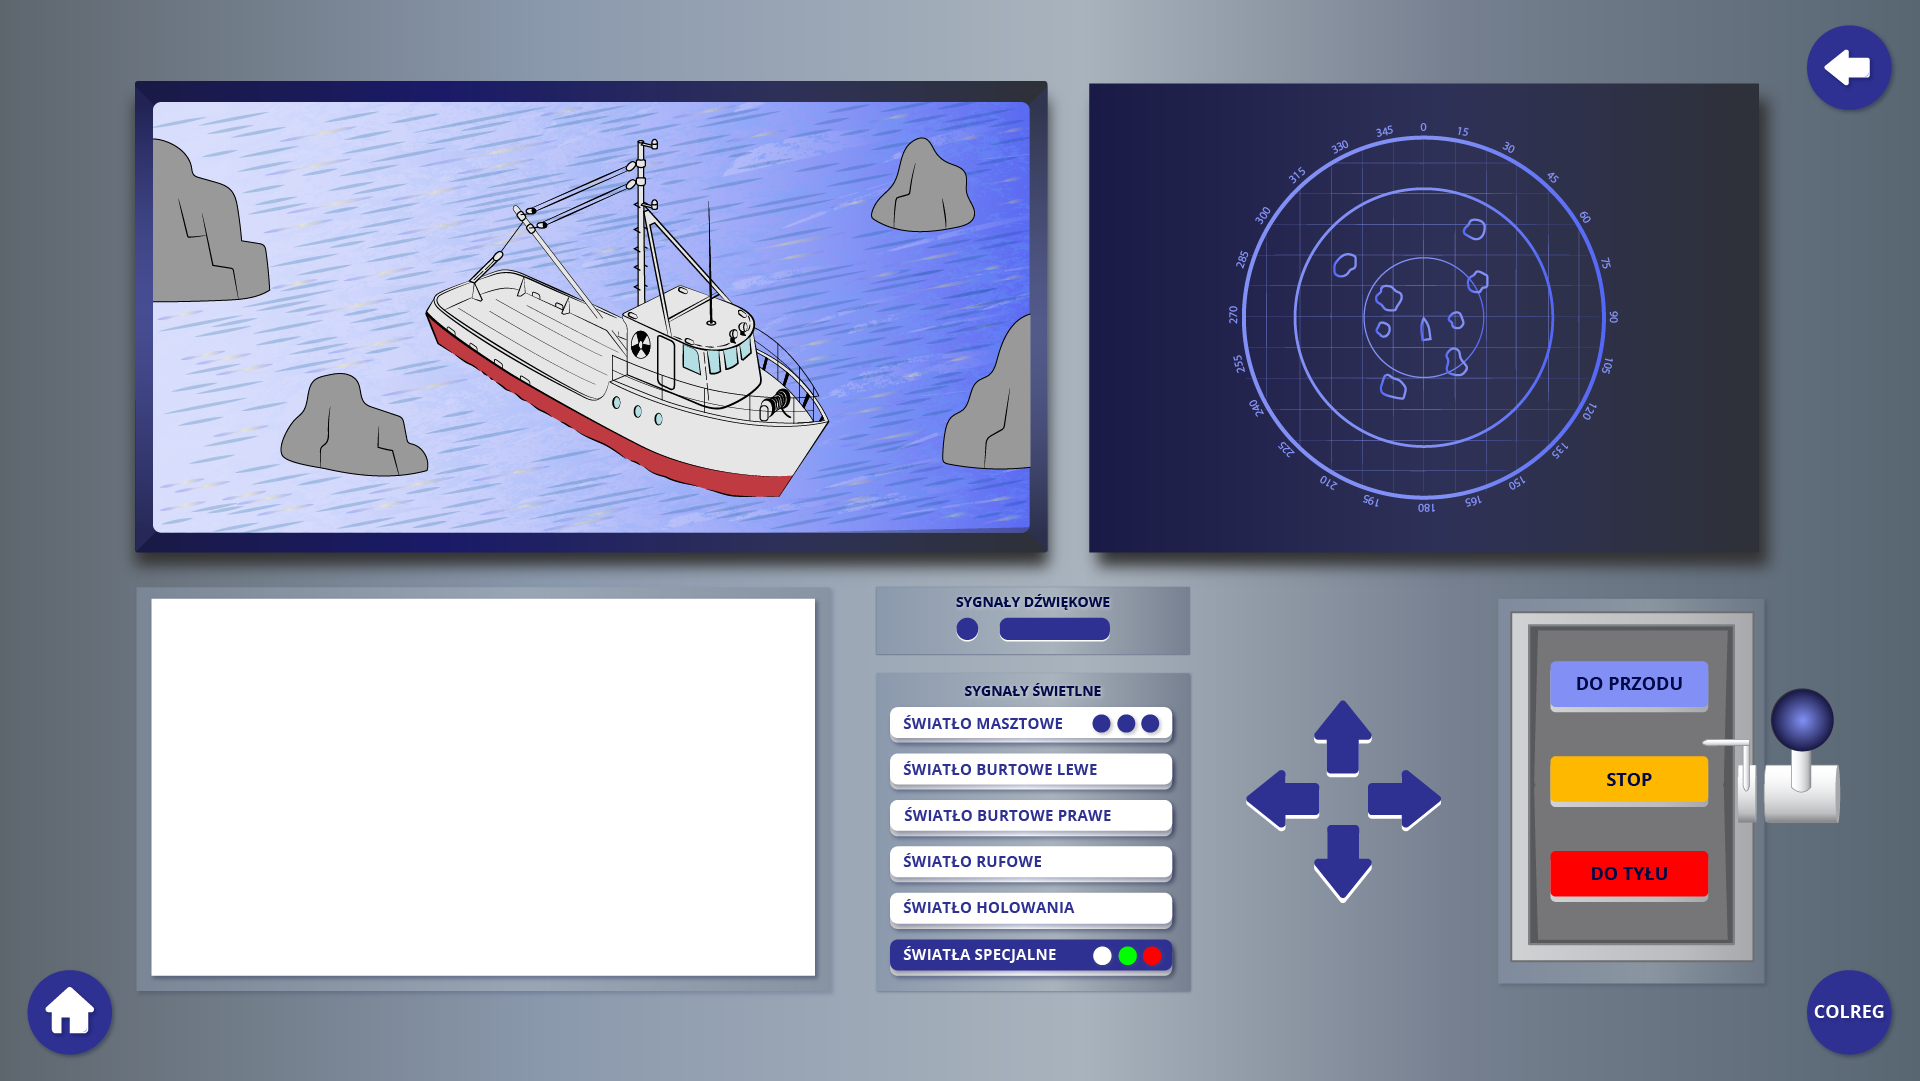 0
15
30
45
60
75
90
105
120
135
150
165
180
195
210
225
240
255
270
285
300
315
330
345
SYGNAŁY DŹWIĘKOWE
SYGNAŁY ŚWIETLNE
ŚWIATŁO MASZTOWE
ŚWIATŁO BURTOWE LEWE
ŚWIATŁO BURTOWE PRAWE
ŚWIATŁO RUFOWE
ŚWIATŁO HOLOWANIA
ŚWIATŁA SPECJALNE
DO PRZODU
STOP
DO TYŁU
COLREG